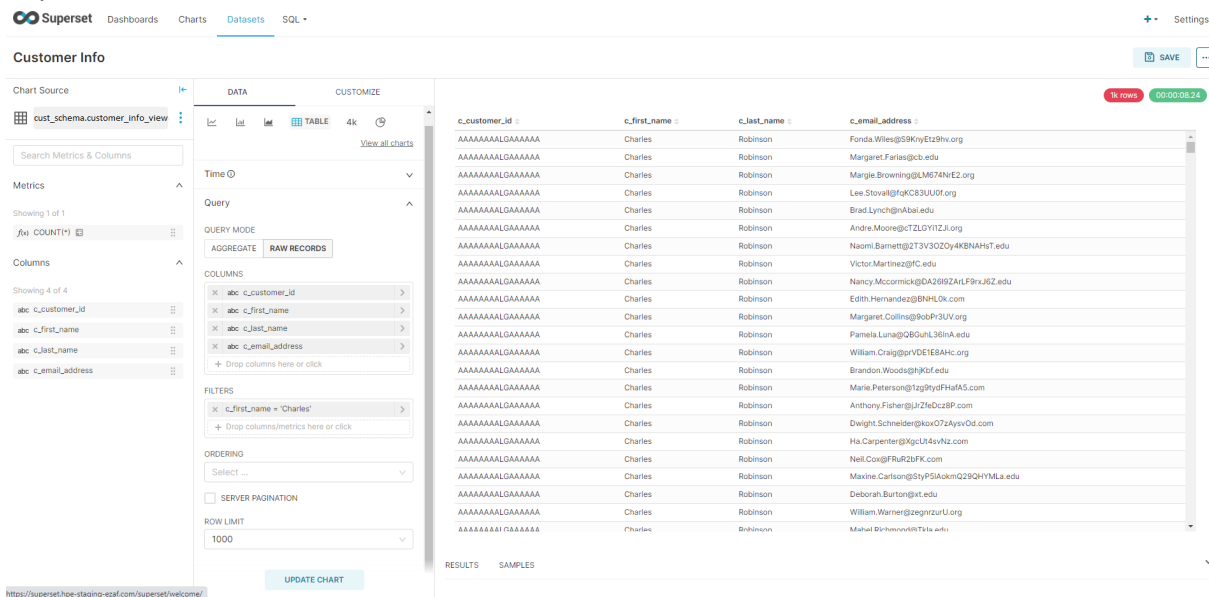 Superset Dashboards Charts Datasets SQL Settings
Customer Info
SAVE
Chart Source
cust_schema.customer_info_view
Search Metrics & Columns
Metrics
Showing 1 of 1
f(x) COUNT(*)
Columns
Showing 4 of 4
abc c_customer_id
abc c_first_name
abc c_last_name
abc c_email_address
DATA CUSTOMIZE
TABLE 4k
View all charts
Time
Query
QUERY MODE
AGGREGATE RAW RECORDS
COLUMNS
abc c_customer_id
abc c_first_name
abc c_last_name
abc c_email_address
+ Drop columns here or click
FILTERS
c_first_name = 'Charles'
+ Drop columns/metrics here or click
ORDERING
Select ...
SERVER PAGINATION
ROW LIMIT
1000
UPDATE CHART
1k rows 00:00:08.24
c_customer_id c_first_name c_last_name c_email_address
AAAAAAAALGAAAAAA Charles Robinson Fonda.Wiles@S9KnyEtz9hv.org
AAAAAAAALGAAAAAA Charles Robinson Margaret.Farias@cb.edu
AAAAAAAALGAAAAAA Charles Robinson Margie.Browning@LM674NrE2.org
AAAAAAAALGAAAAAA Charles Robinson Lee.Stovall@fqKC83UU0f.org
AAAAAAAALGAAAAAA Charles Robinson Brad.Lynch@nAbai.edu
AAAAAAAALGAAAAAA Charles Robinson Andre.Moore@cTZLGYi1ZJi.org
AAAAAAAALGAAAAAA Charles Robinson Naomi.Barnett@2T3V3OZOy4KBNAHsT.edu
AAAAAAAALGAAAAAA Charles Robinson Victor.Martinez@fC.edu
AAAAAAAALGAAAAAA Charles Robinson Nancy.Mccormick@DA26I9ZArLF9rxJ6Z.edu
AAAAAAAALGAAAAAA Charles Robinson Edith.Hernandez@BNHL0k.com
AAAAAAAALGAAAAAA Charles Robinson Margaret.Collins@9obPr3UV.org
AAAAAAAALGAAAAAA Charles Robinson Pamela.Luna@QBGuhL36InA.edu
AAAAAAAALGAAAAAA Charles Robinson William.Craig@prVDE1E8AHc.org
AAAAAAAALGAAAAAA Charles Robinson Brandon.Woods@hjKbf.edu
AAAAAAAALGAAAAAA Charles Robinson Marie.Peterson@1zg9tydFHafA5.com
AAAAAAAALGAAAAAA Charles Robinson Anthony.Fisher@jJrZfeDcz8P.com
AAAAAAAALGAAAAAA Charles Robinson Dwight.Schneider@koxO7zAysvOd.com
AAAAAAAALGAAAAAA Charles Robinson Ha.Carpenter@XgcUt4svNz.com
AAAAAAAALGAAAAAA Charles Robinson Neil.Cox@FRuR2bFK.com
AAAAAAAALGAAAAAA Charles Robinson Maxine.Carlson@StyP5lAokmQ29QHYMLa.edu
AAAAAAAALGAAAAAA Charles Robinson Deborah.Burton@xt.edu
AAAAAAAALGAAAAAA Charles Robinson William.Warner@zegnrzurU.org
AAAAAAAALGAAAAAA Charles Robinson Mabel.Richmond@Tkla.edu
RESULTS SAMPLES
https://superset.hpe-staging-ezaf.com/superset/welcome/